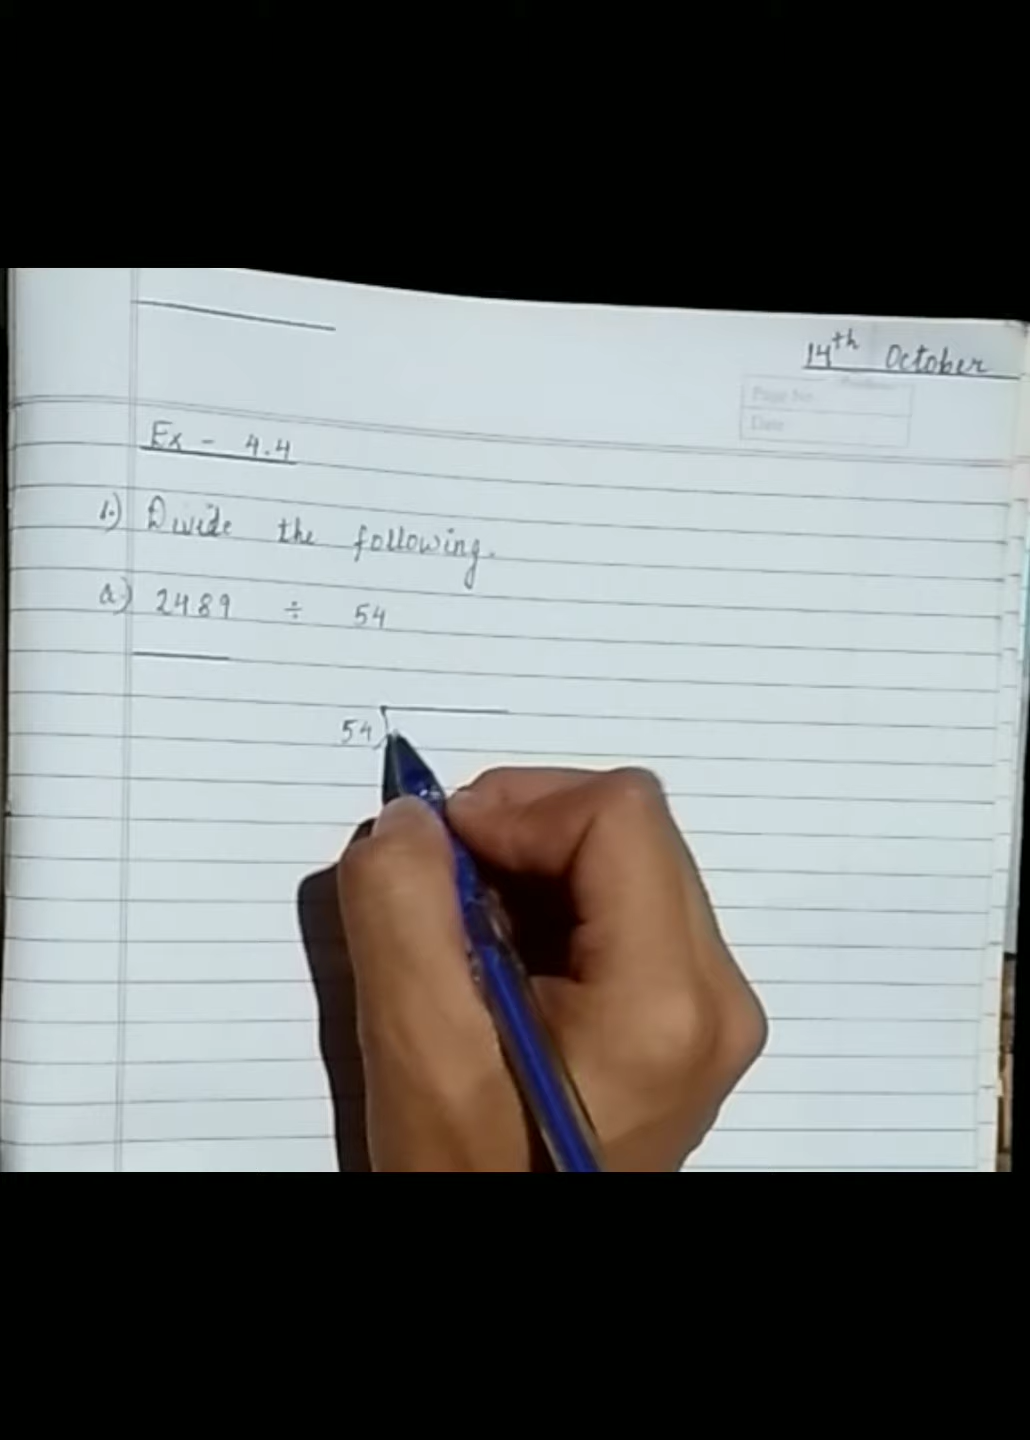 14th October
Page No.
Date
Ex - 4.4
1.) Divide the following.
a.) 2489 ÷ 54
54